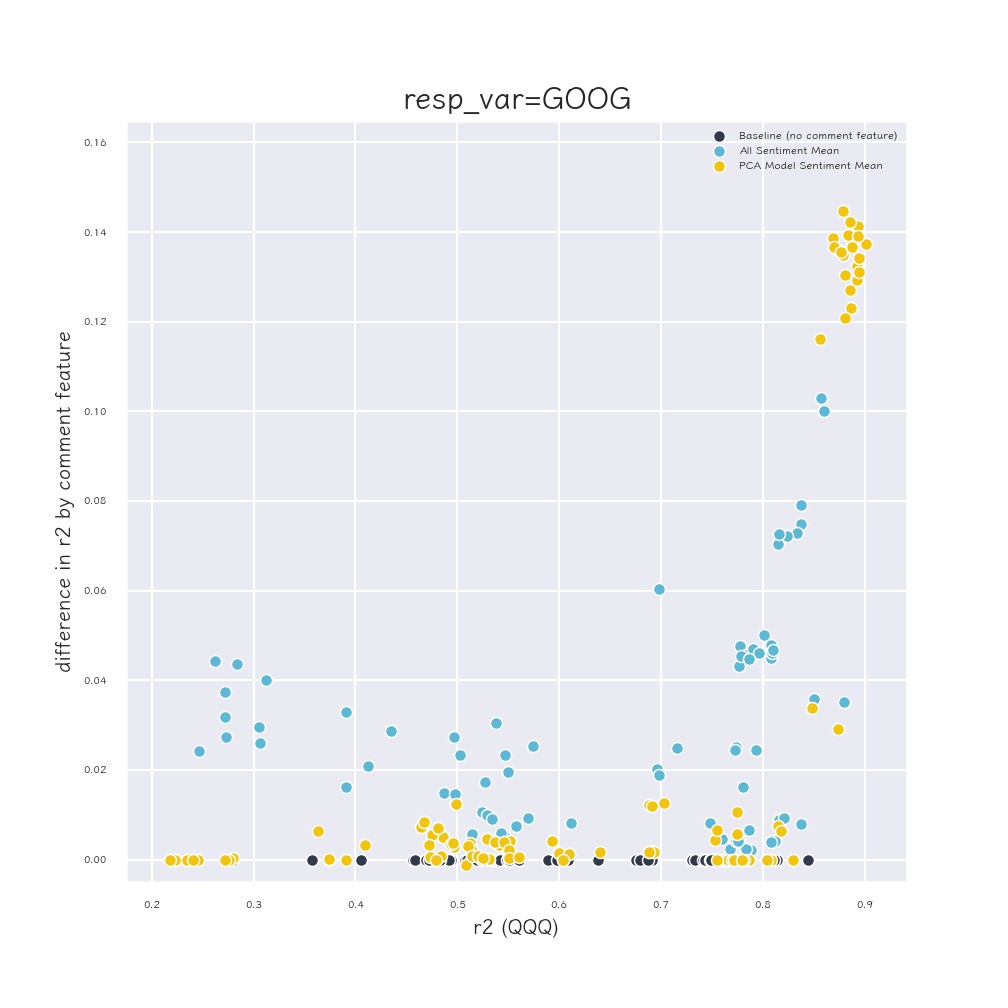 resp_var=GOOG
Baseline (no comment feature)
All Sentiment Mean
PCA Model Sentiment Mean
0.16
0.14
0.12
0.10
0.08
0.06
0.04
0.02
0.00
difference in r2 by comment feature
0.2 0.3 0.4 0.5 0.6 0.7 0.8 0.9
r2 (QQQ)